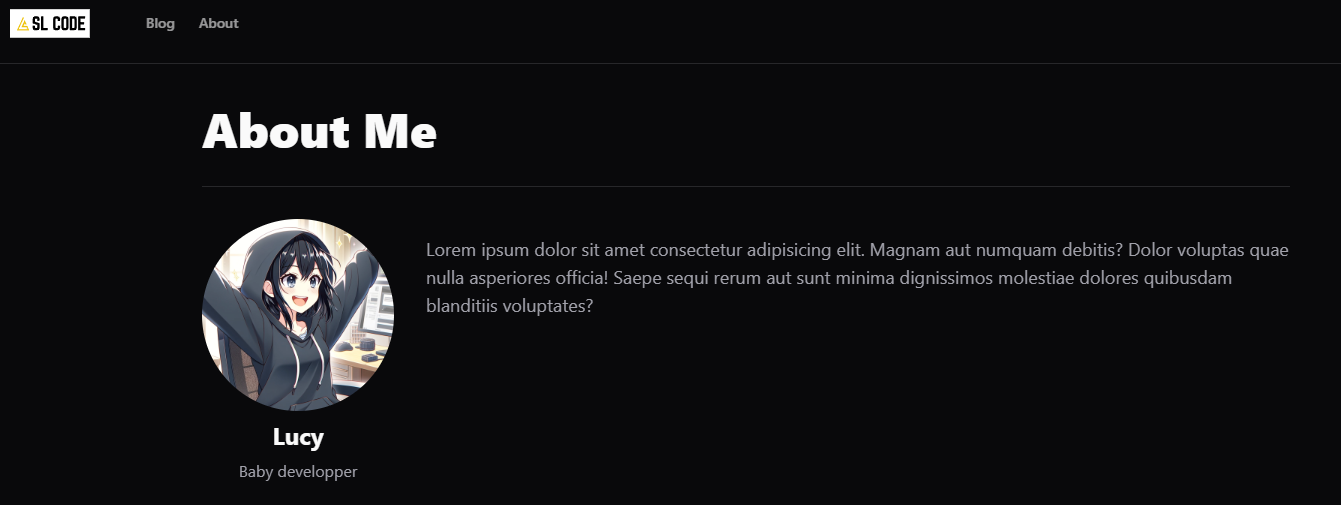 SL CODE
Blog
About
About Me
Lorem ipsum dolor sit amet consectetur adipisicing elit. Magnam aut numquam debitis? Dolor voluptas quae
nulla asperiores officia! Saepe sequi rerum aut sunt minima dignissimos molestiae dolores quibusdam
blanditiis voluptates?
Lucy
Baby developper